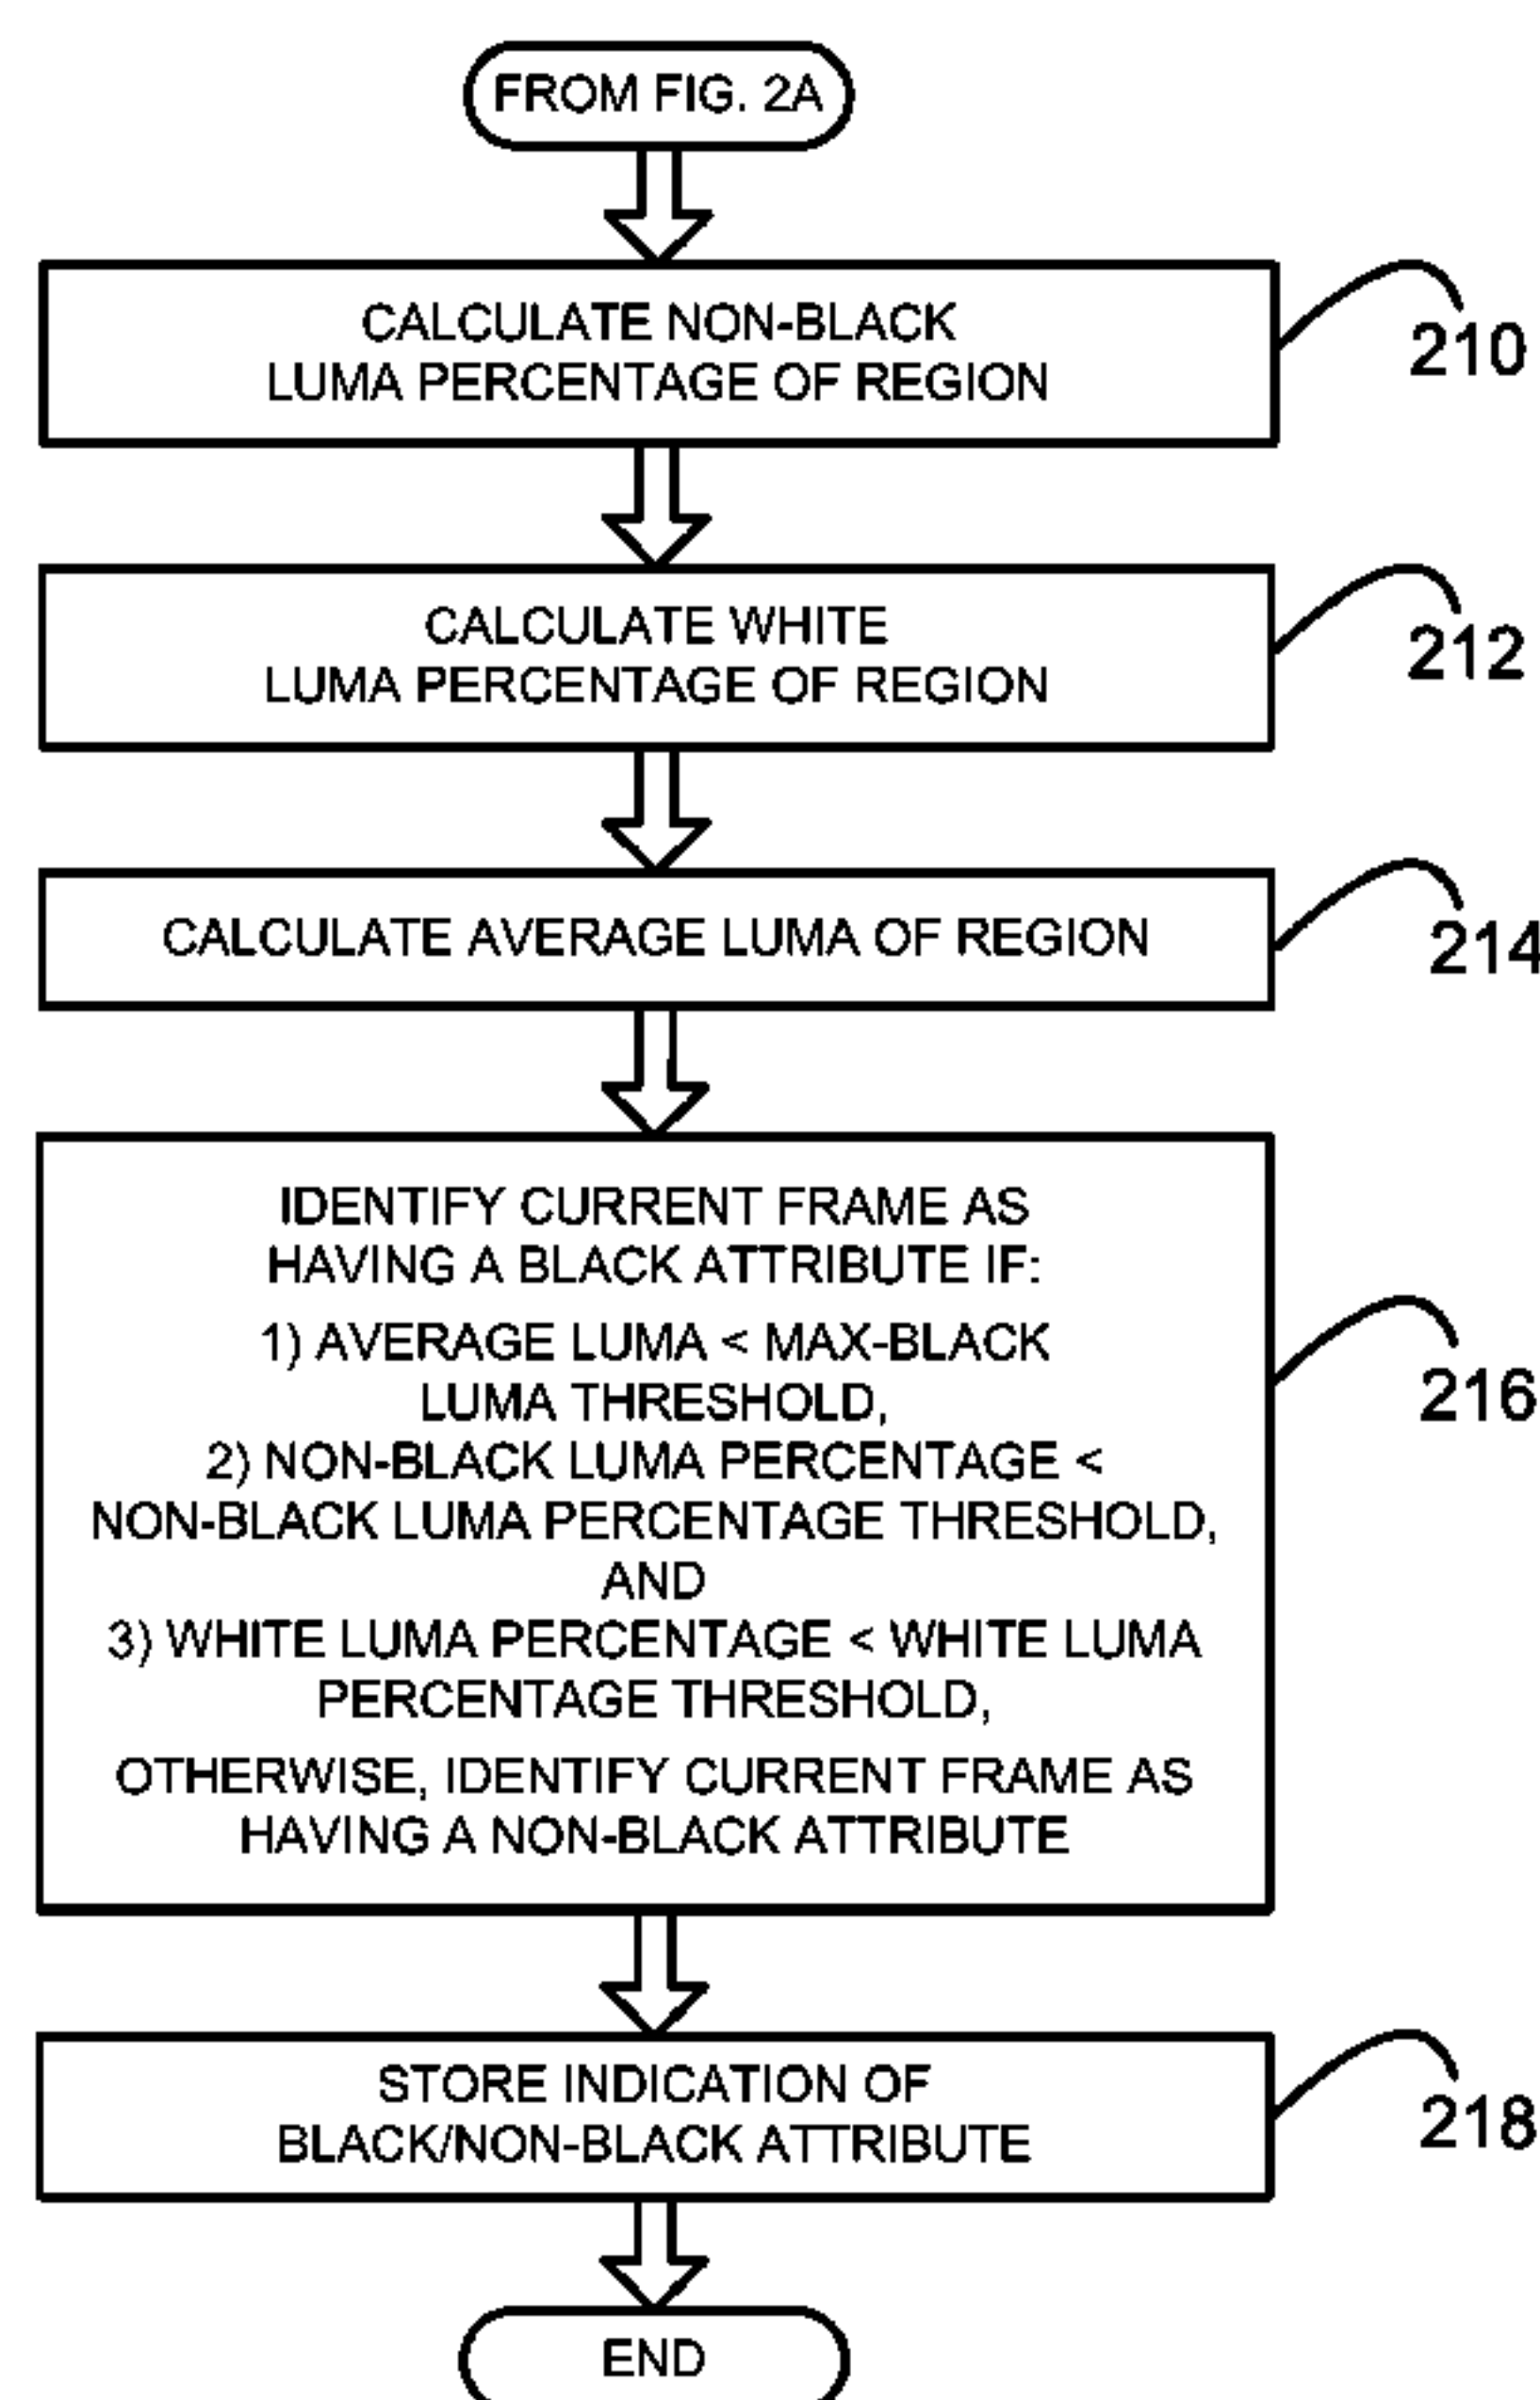 FROM FIG. 2A
CALCULATE NON-BLACK
LUMA PERCENTAGE OF REGION
210
CALCULATE WHITE
LUMA PERCENTAGE OF REGION
212
CALCULATE AVERAGE LUMA OF REGION
214
IDENTIFY CURRENT FRAME AS
HAVING A BLACK ATTRIBUTE IF:
1) AVERAGE LUMA < MAX-BLACK
LUMA THRESHOLD,
2) NON-BLACK LUMA PERCENTAGE <
NON-BLACK LUMA PERCENTAGE THRESHOLD,
AND
3) WHITE LUMA PERCENTAGE < WHITE LUMA
PERCENTAGE THRESHOLD,
OTHERWISE, IDENTIFY CURRENT FRAME AS
HAVING A NON-BLACK ATTRIBUTE
216
STORE INDICATION OF
BLACK/NON-BLACK ATTRIBUTE
218
END